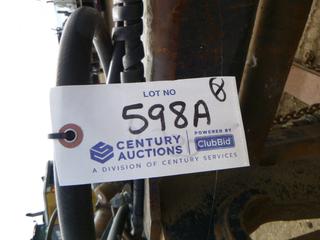 8
LOT NO
598A
CENTURY AUCTIONS
POWERED BY
ClubBid
A DIVISION OF CENTURY SERVICES